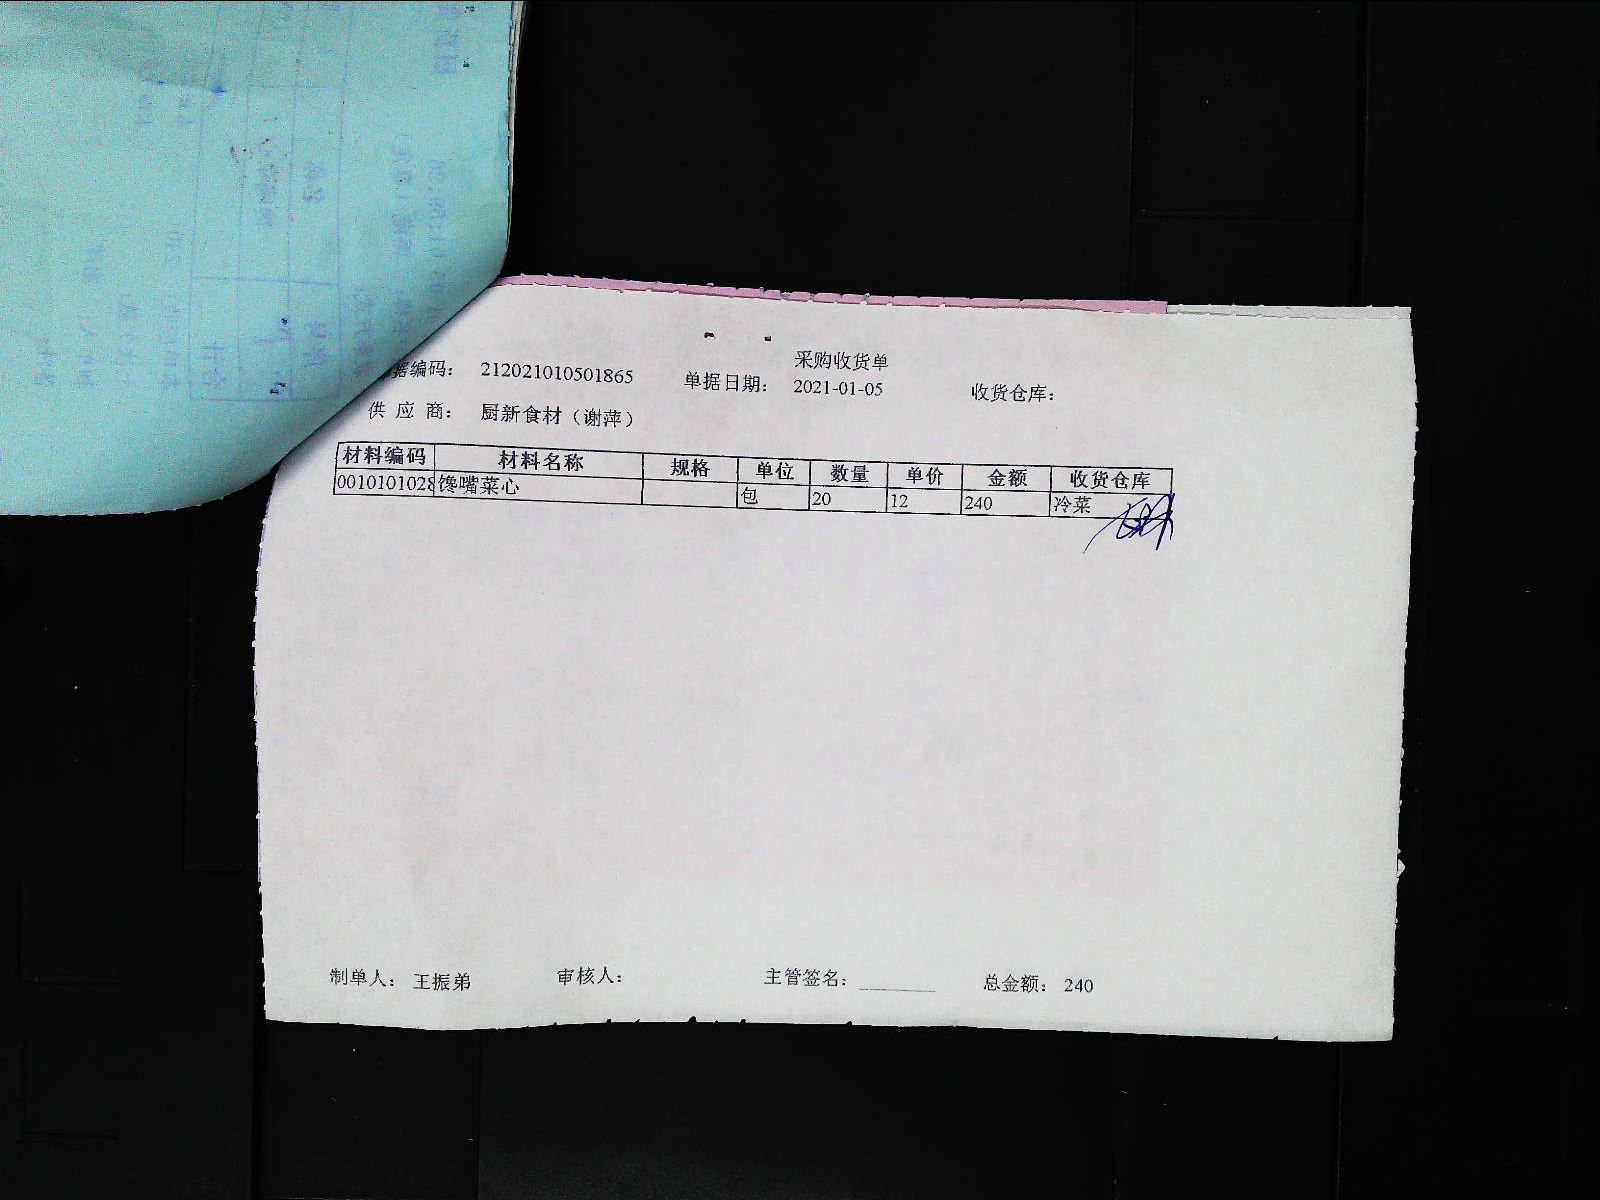 采购收货单
据编码： 212021010501865 单据日期： 2021-01-05 收货仓库：
供 应 商： 厨新食材（谢萍）
材料编码 材料名称 规格 单位 数量 单价 金额 收货仓库
0010101028 馋嘴菜心 包 20 12 240 冷菜
制单人： 王振弟 审核人： 主管签名： 总金额： 240